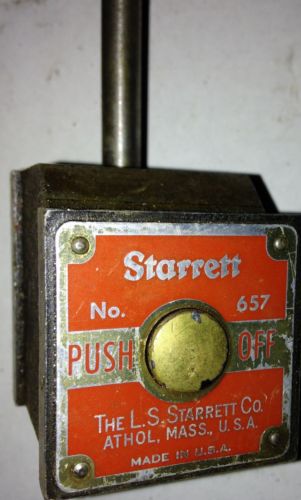 Starrett
No. 657
PUSH OFF
THE L.S. STARRETT CO.
ATHOL, MASS., U.S.A.
MADE IN U.S.A.